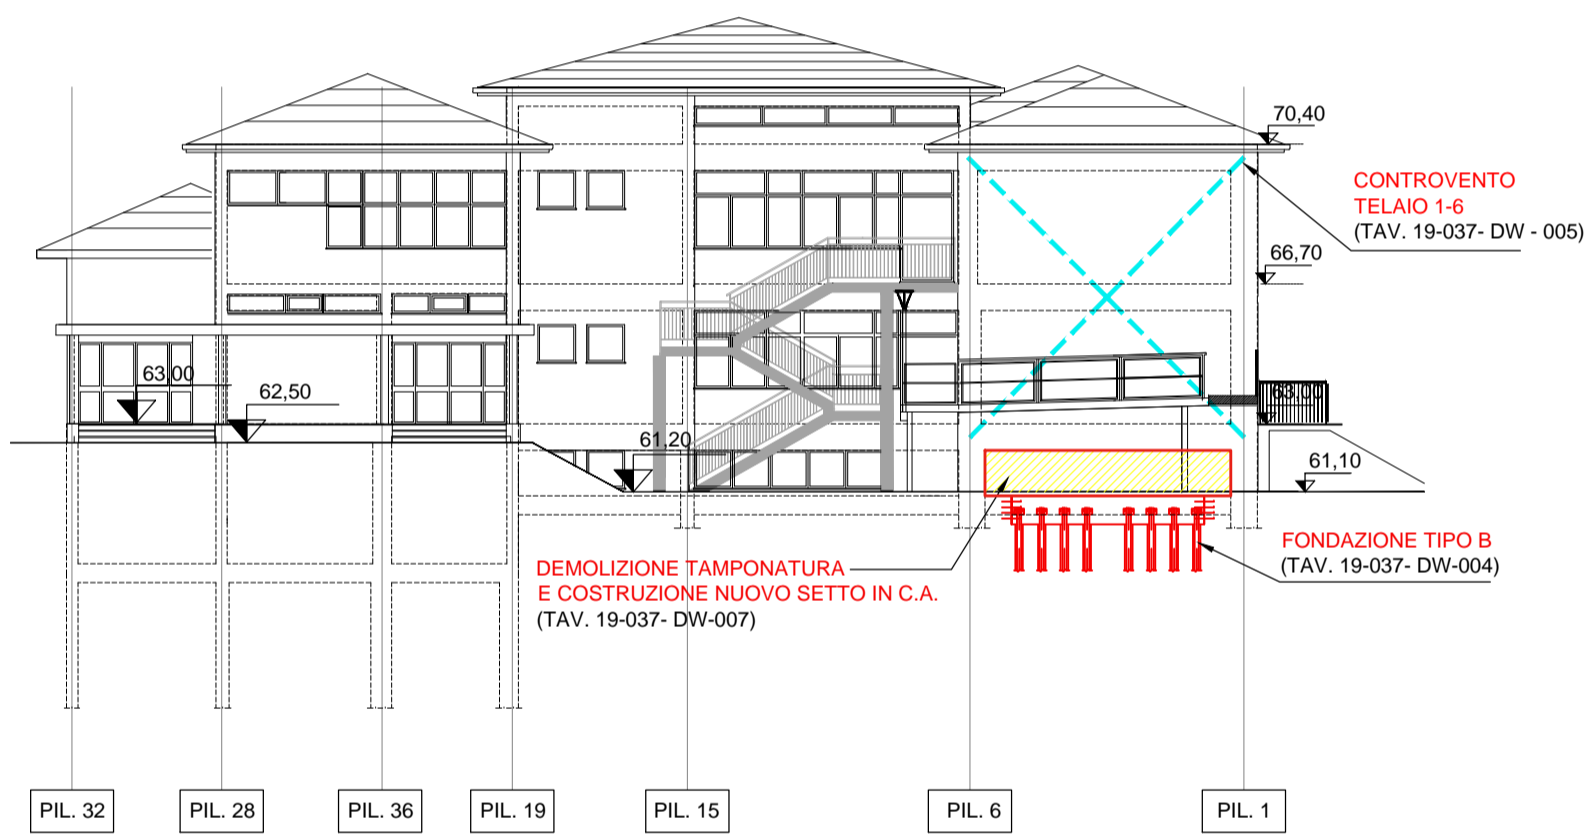 70,40
CONTROVENTO
TELAIO 1-6
(TAV. 19-037- DW - 005)
66,70
63,00
62,50
63,00
61,20
61,10
DEMOLIZIONE TAMPONATURA
E COSTRUZIONE NUOVO SETTO IN C.A.
(TAV. 19-037- DW-007)
FONDAZIONE TIPO B
(TAV. 19-037- DW-004)
PIL. 32
PIL. 28
PIL. 36
PIL. 19
PIL. 15
PIL. 6
PIL. 1